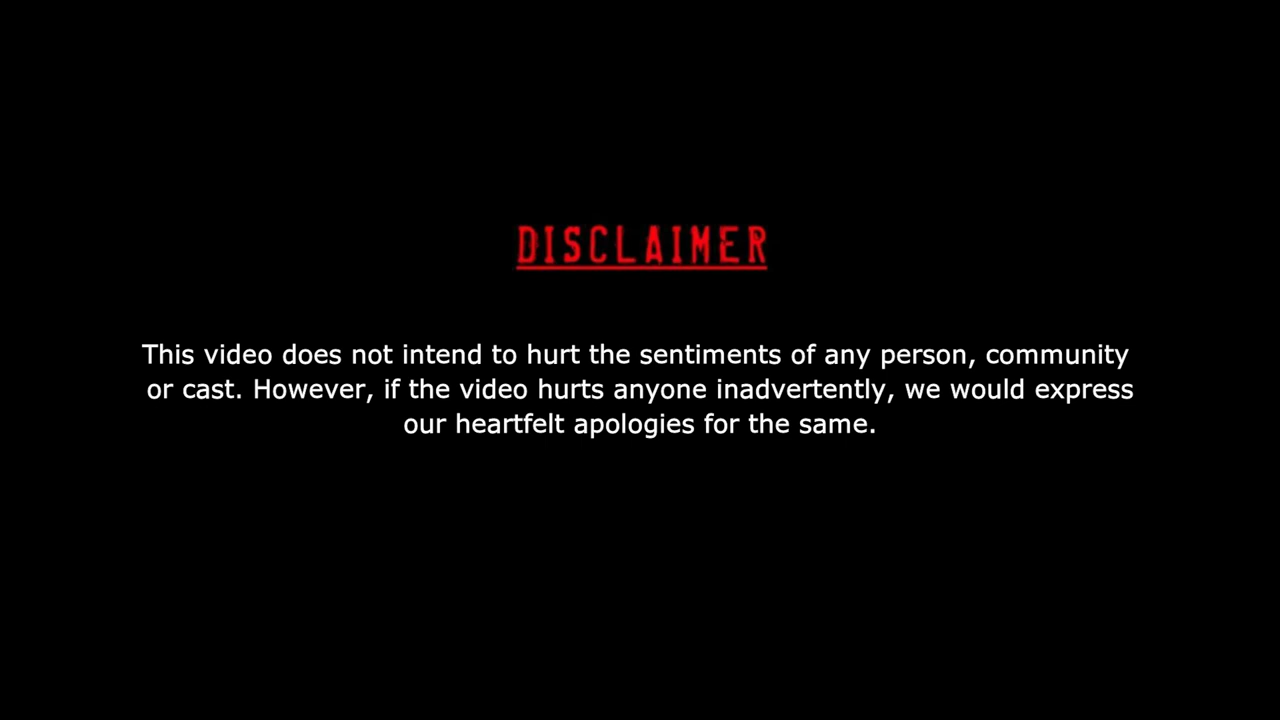 DISCLAIMER
This video does not intend to hurt the sentiments of any person, community
or cast. However, if the video hurts anyone inadvertently, we would express
our heartfelt apologies for the same.